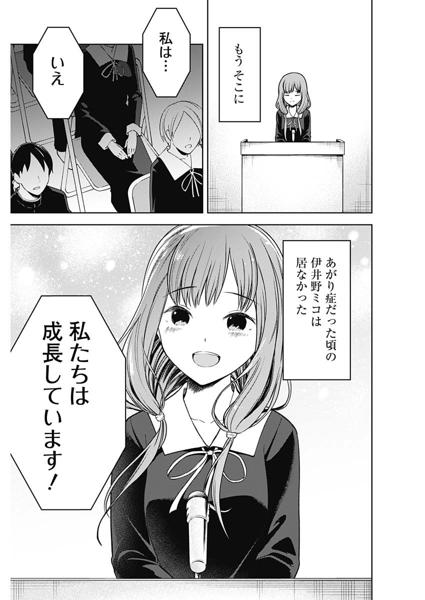 もうそこに
私は…
いえ
あがり症だった頃の
伊井野ミコは
居なかった
私たちは
成長しています!